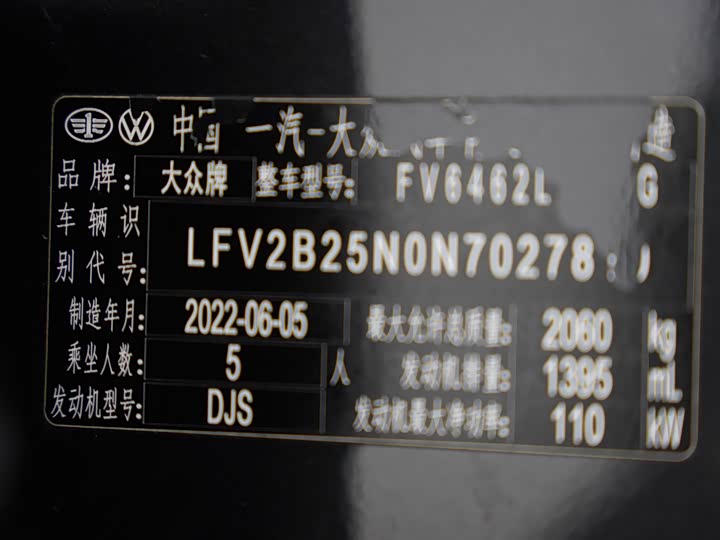 中国一汽-大众 造
品牌: 大众牌 整车型号: FV6462L G
车辆识
别代号: LFV2B25N0N70278
制造年月: 2022-06-05 最大允许总质量: 2060 kg
乘坐人数: 5 人 发动机排量: 1395 mL
发动机型号: DJS 发动机最大净功率: 110 kW